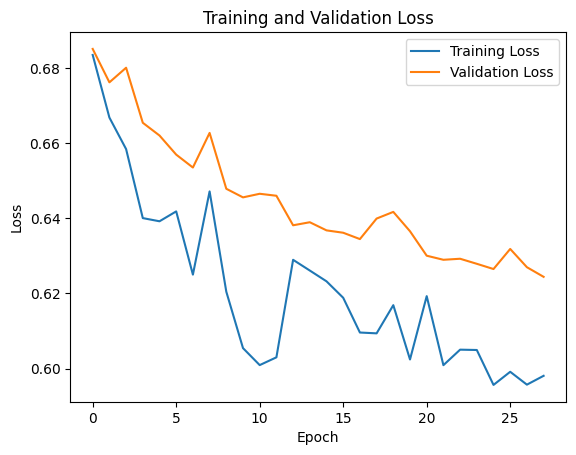 Training and Validation Loss
Training Loss
Validation Loss
0.68
0.66
0.64
0.62
0.60
Loss
0
5
10
15
20
25
Epoch